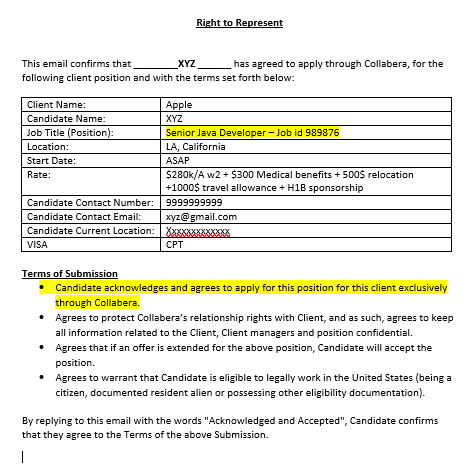 Right to Represent
This email confirms that _________XYZ ______ has agreed to apply through Collabera, for the
following client position and with the terms set forth below:
Client Name: Apple
Candidate Name: XYZ
Job Title (Position): Senior Java Developer – Job id 989876
Location: LA, California
Start Date: ASAP
Rate: $280k/A w2 + $300 Medical benefits + 500$ relocation
+1000$ travel allowance + H1B sponsorship
Candidate Contact Number: 9999999999
Candidate Contact Email: xyz@gmail.com
Candidate Current Location: Xxxxxxxxxxxxx
VISA CPT
Terms of Submission
• Candidate acknowledges and agrees to apply for this position for this client exclusively
through Collabera.
• Agrees to protect Collabera's relationship rights with Client, and as such, agrees to keep
all information related to the Client, Client managers and position confidential.
• Agrees that if an offer is extended for the above position, Candidate will accept the
position.
• Agrees to warrant that Candidate is eligible to legally work in the United States (being a
citizen, documented resident alien or possessing other eligibility documentation).
By replying to this email with the words "Acknowledged and Accepted", Candidate confirms
that they agree to the Terms of the above Submission.